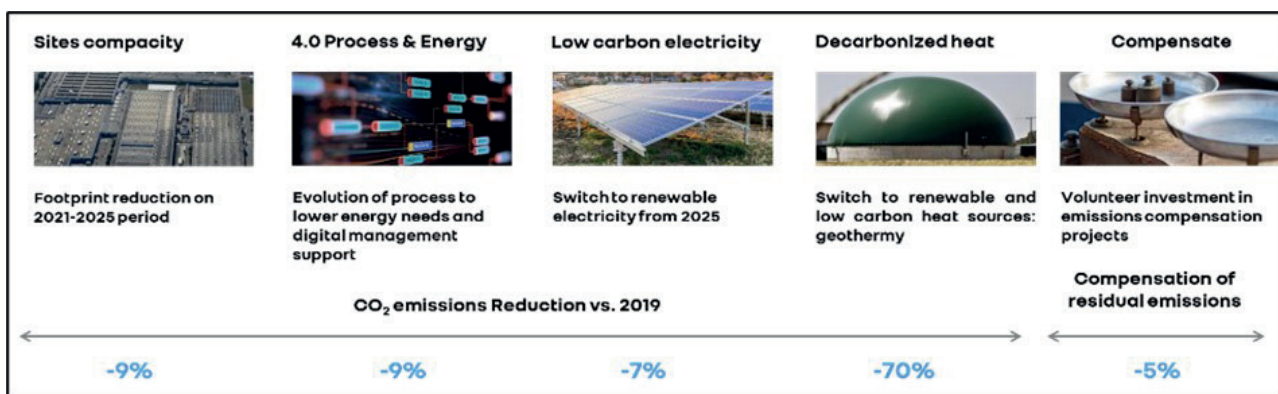 Sites compacity
4.0 Process & Energy
Low carbon electricity
Decarbonized heat
Compensate
Footprint reduction on
2021-2025 period
Evolution of process to
lower energy needs and
digital management
support
Switch to renewable
electricity from 2025
Switch to renewable and
low carbon heat sources:
geothermy
Volunteer investment in
emissions compensation
projects
CO₂ emissions Reduction vs. 2019
Compensation of
residual emissions
-9%
-9%
-7%
-70%
-5%